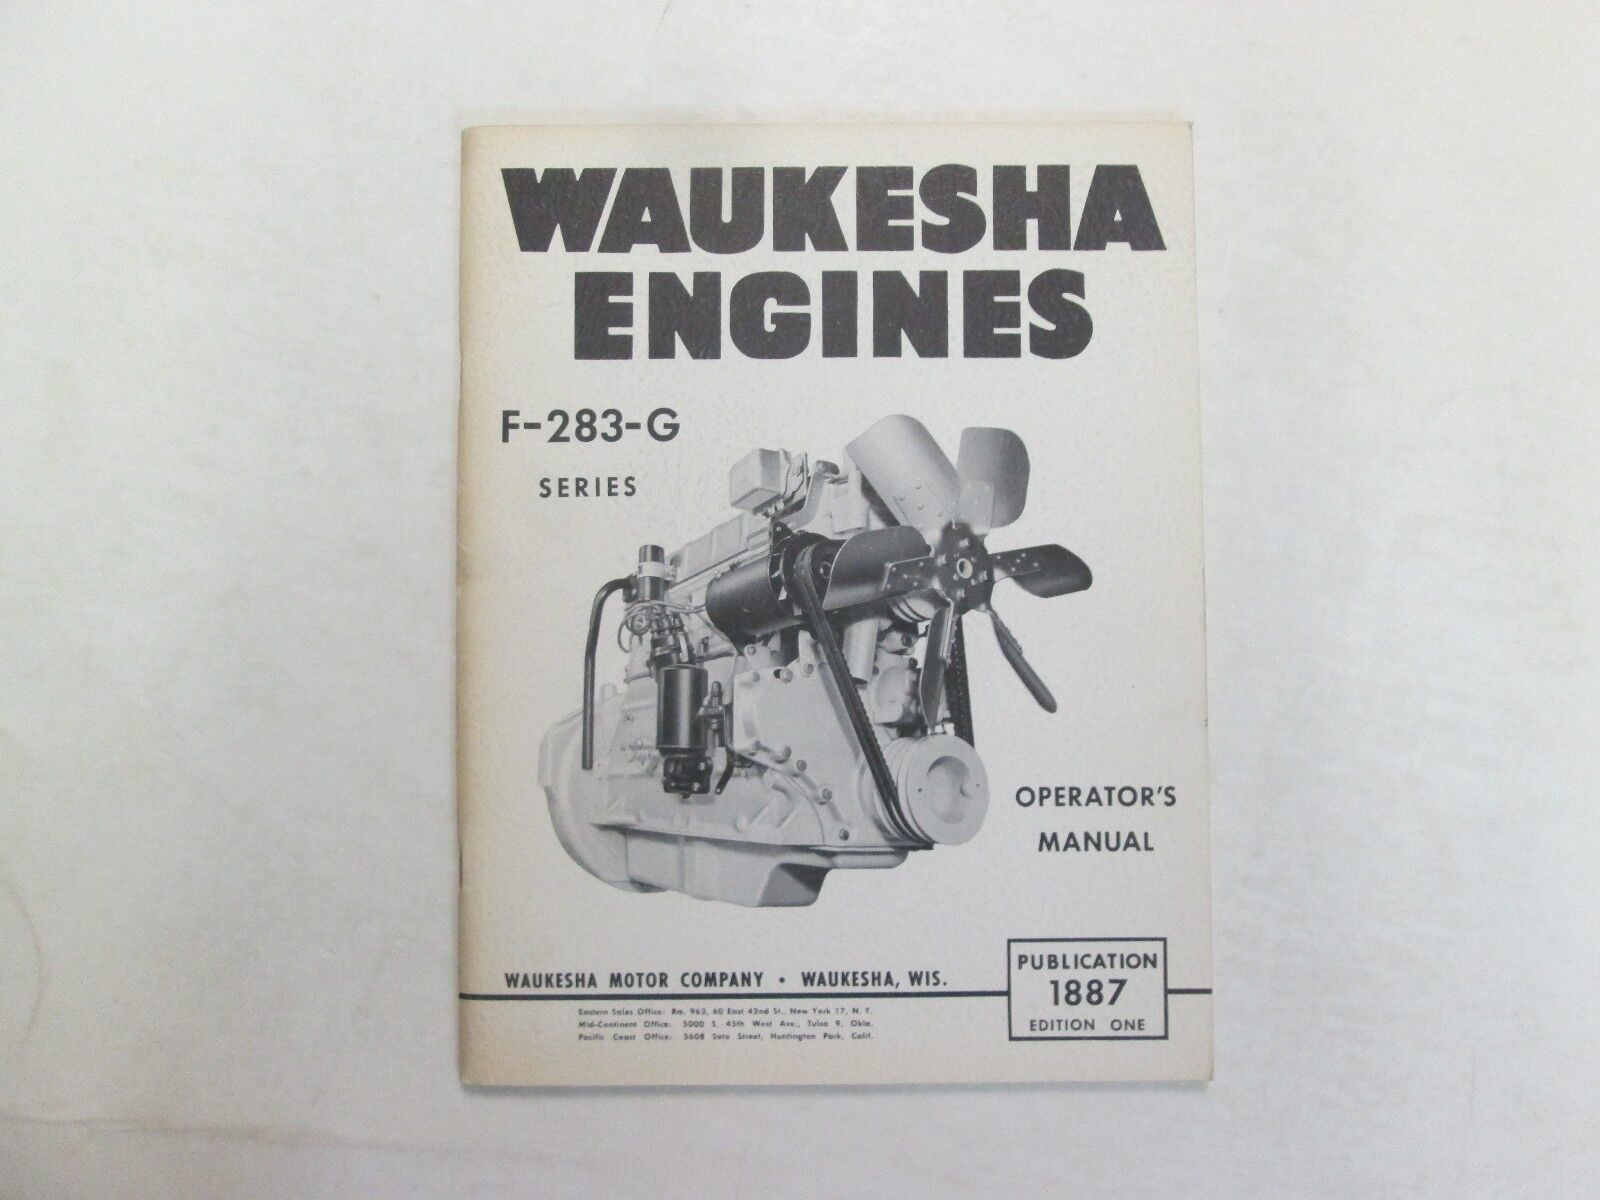 WAUKESHA
ENGINES
F-283-G
SERIES
OPERATOR'S
MANUAL
WAUKESHA MOTOR COMPANY • WAUKESHA, WIS.
PUBLICATION
1887
EDITION ONE
Eastern Sales Office: Rm. 963, 60 East 42nd St., New York 17, N. Y.
Mid-Continent Office: 5000 S. 45th West Ave., Tulsa 9, Okla.
Pacific Coast Office: 5608 Soto Street, Huntington Park, Calif.